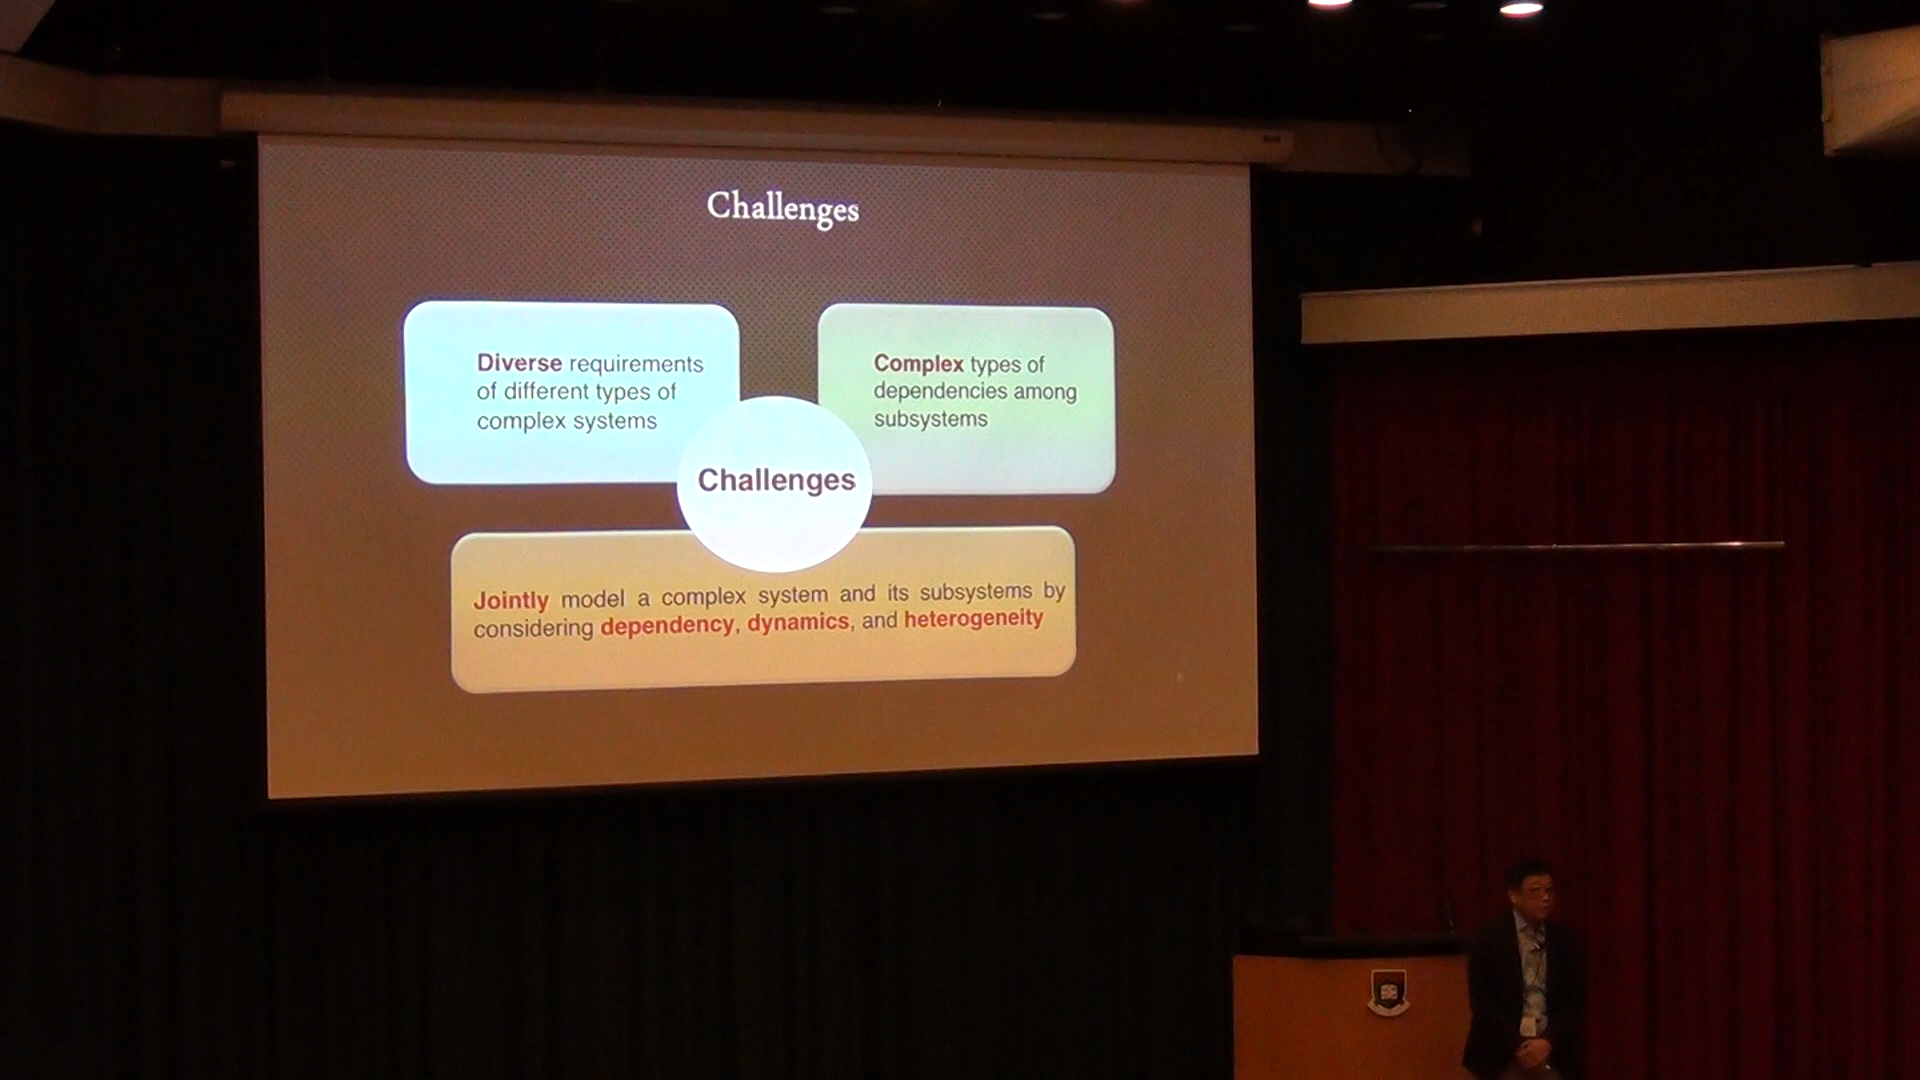 Challenges
Diverse requirements
of different types of
complex systems
Complex types of
dependencies among
subsystems
Challenges
Jointly model a complex system and its subsystems by
considering dependency, dynamics, and heterogeneity